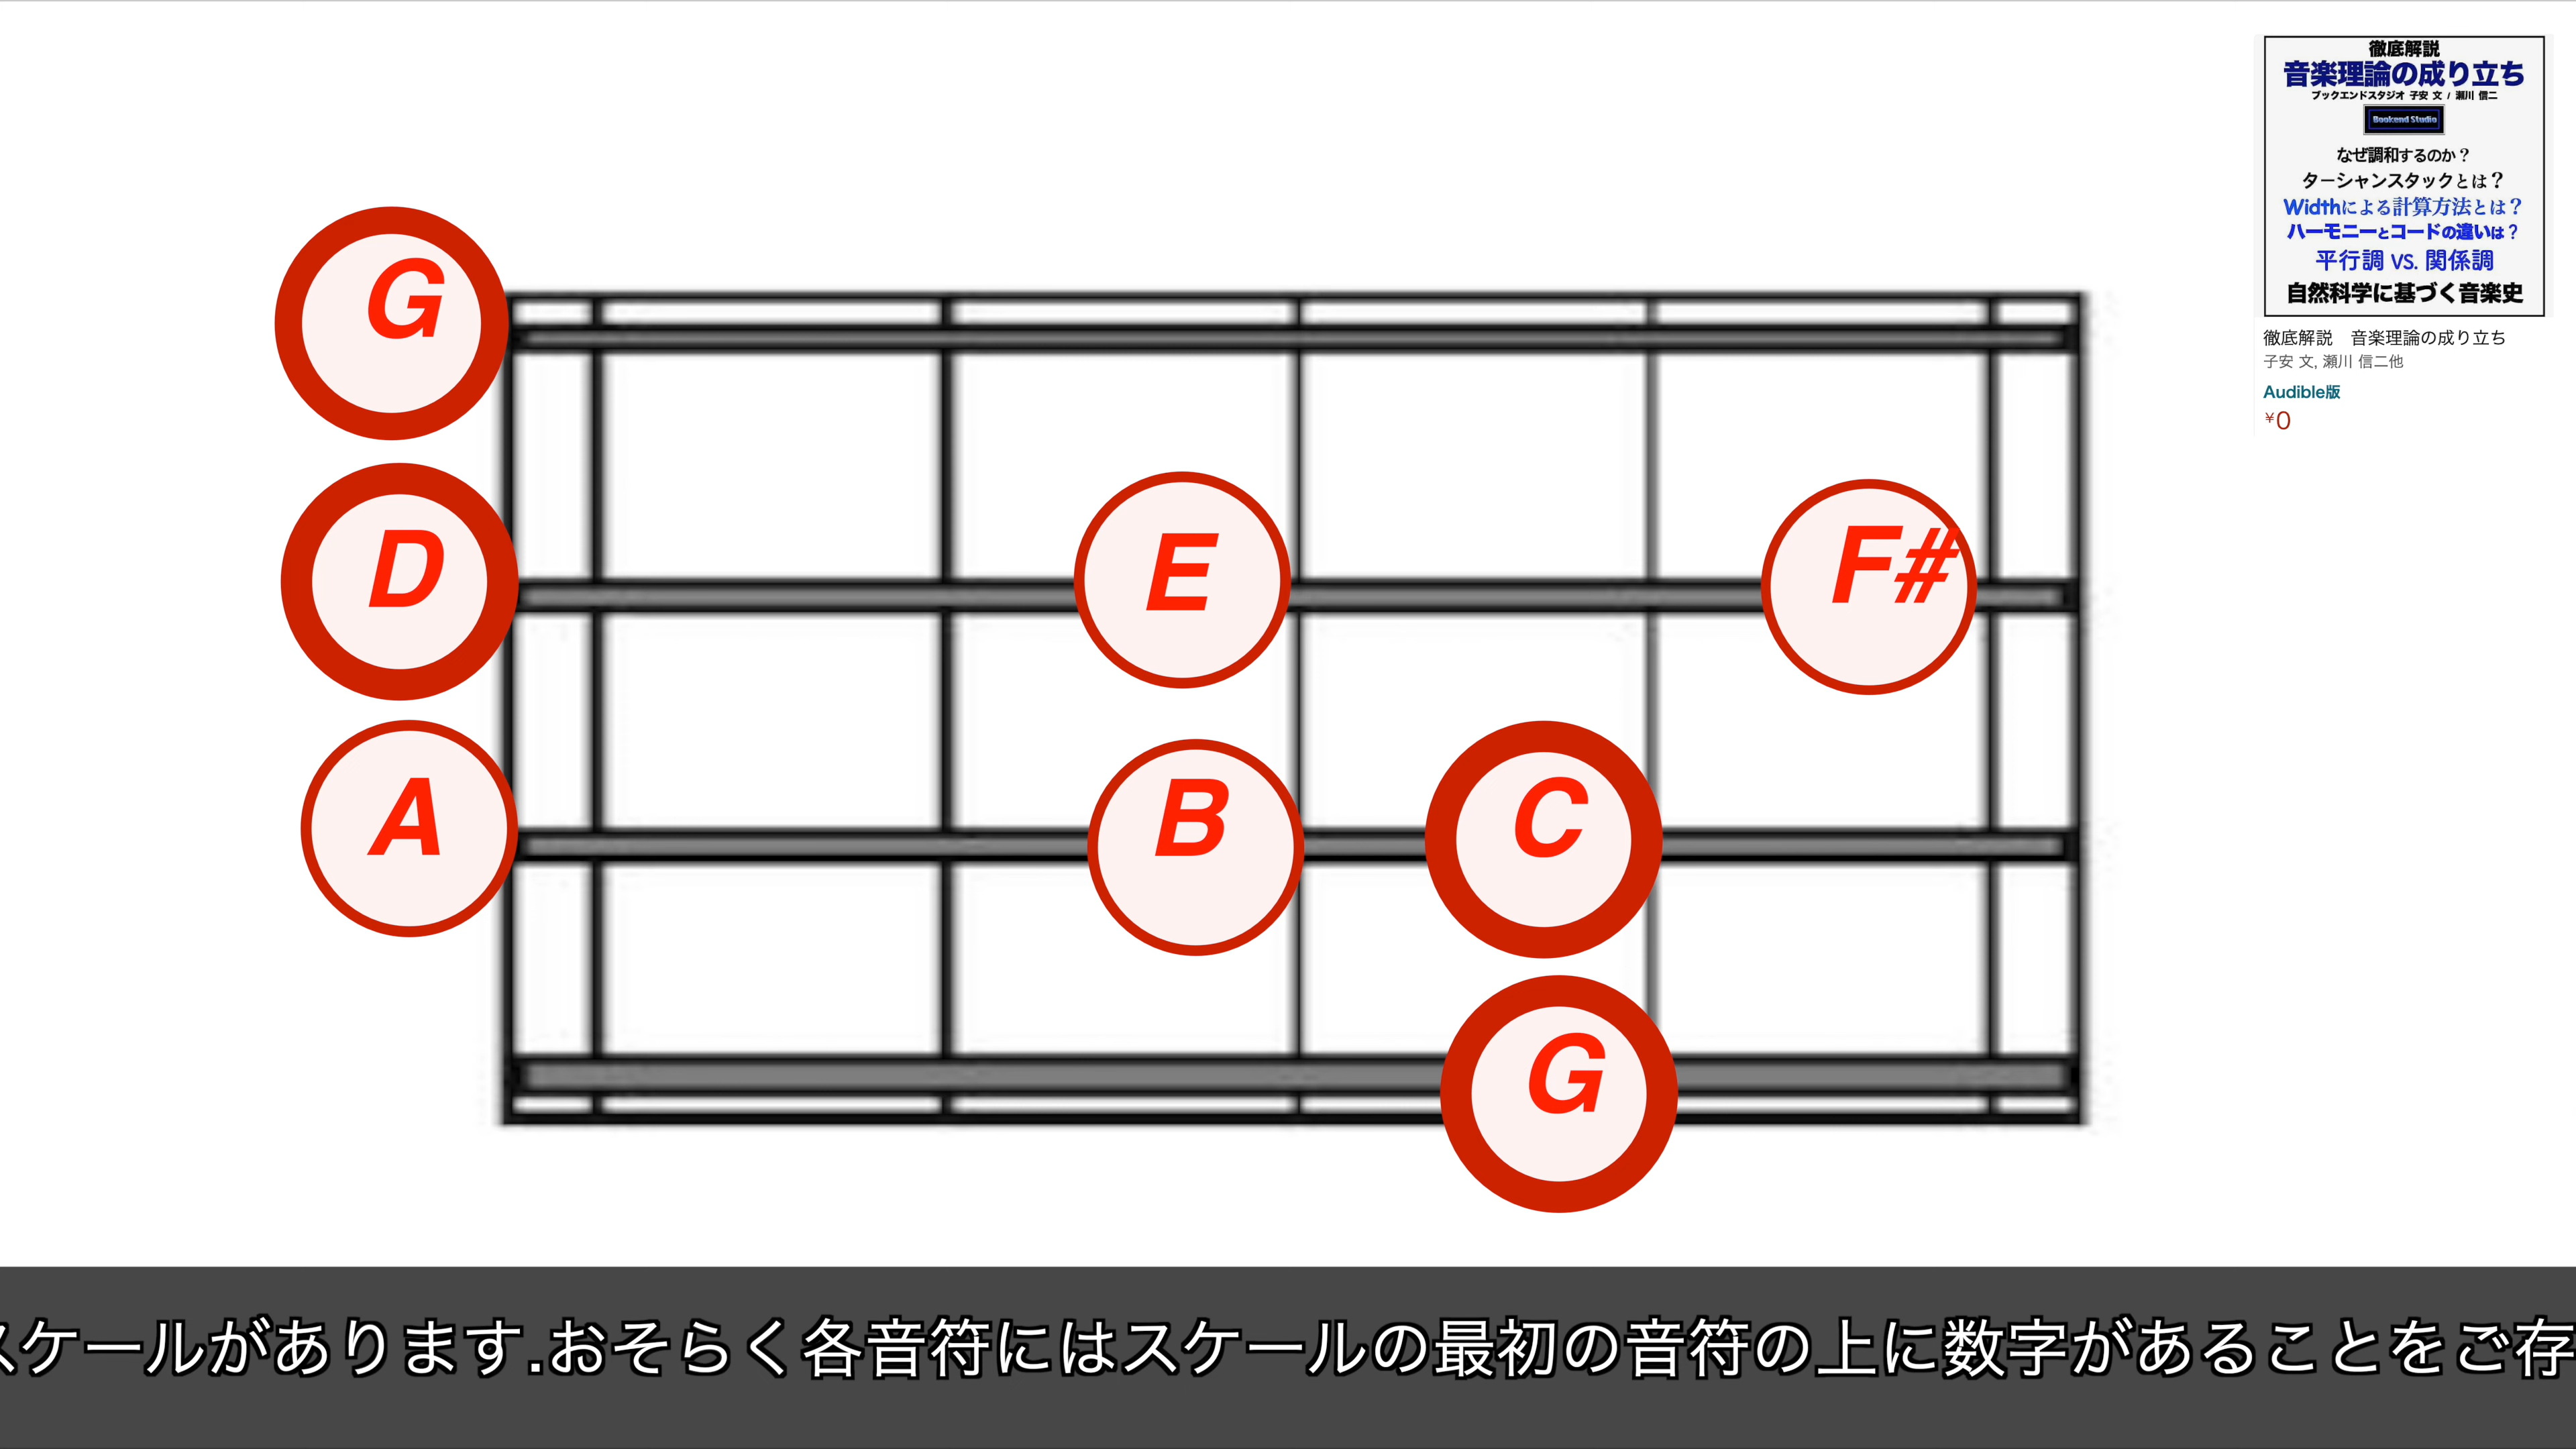 徹底解説
音楽理論の成り立ち
ブックエンドスタジオ 子安 文 / 瀬川 信二
Bookend Studio
なぜ調和するのか？
ターシャンスタックとは？
Widthによる計算方法とは？
ハーモニーとコードの違いは？
平行調 vs. 関係調
自然科学に基づく音楽史
徹底解説　音楽理論の成り立ち
子安 文, 瀬川 信二他
Audible版
¥0
G
D E F#
A B C
G
スケールがあります.おそらく各音符にはスケールの最初の音符の上に数字があることをご存